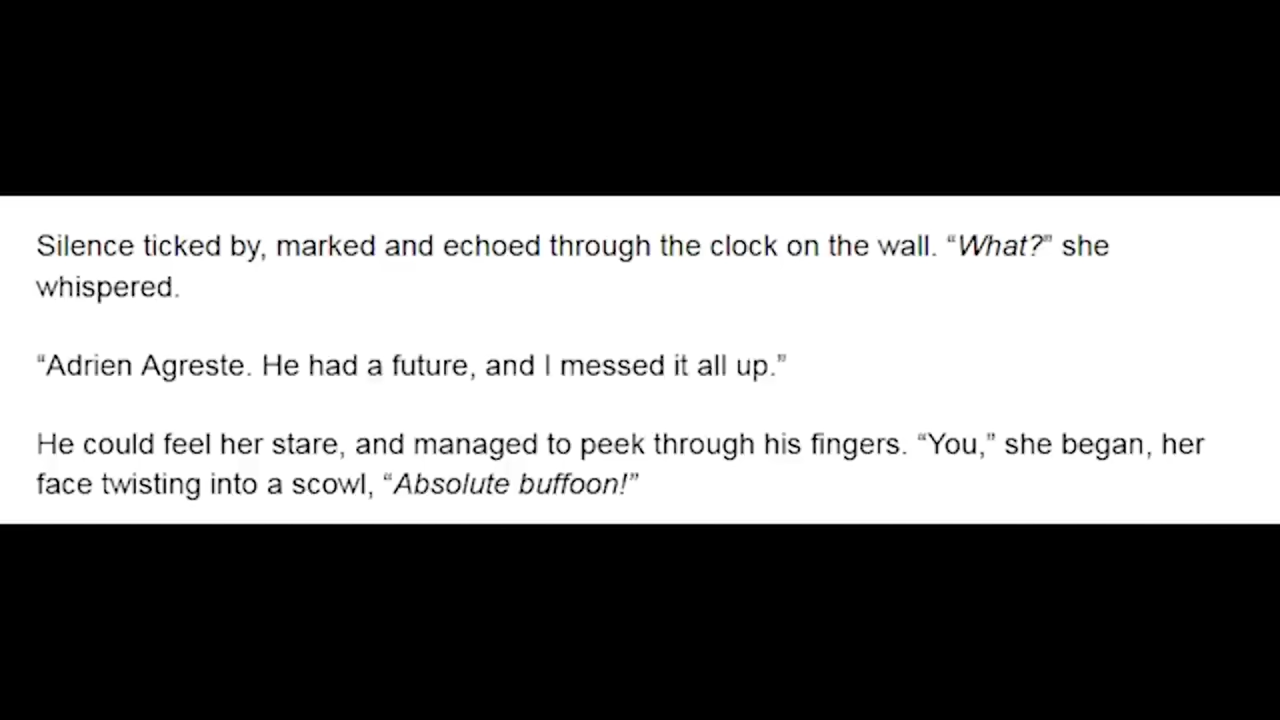 Silence ticked by, marked and echoed through the clock on the wall. “What?” she
whispered.
“Adrien Agreste. He had a future, and I messed it all up.”
He could feel her stare, and managed to peek through his fingers. “You,” she began, her
face twisting into a scowl, “Absolute buffoon!”